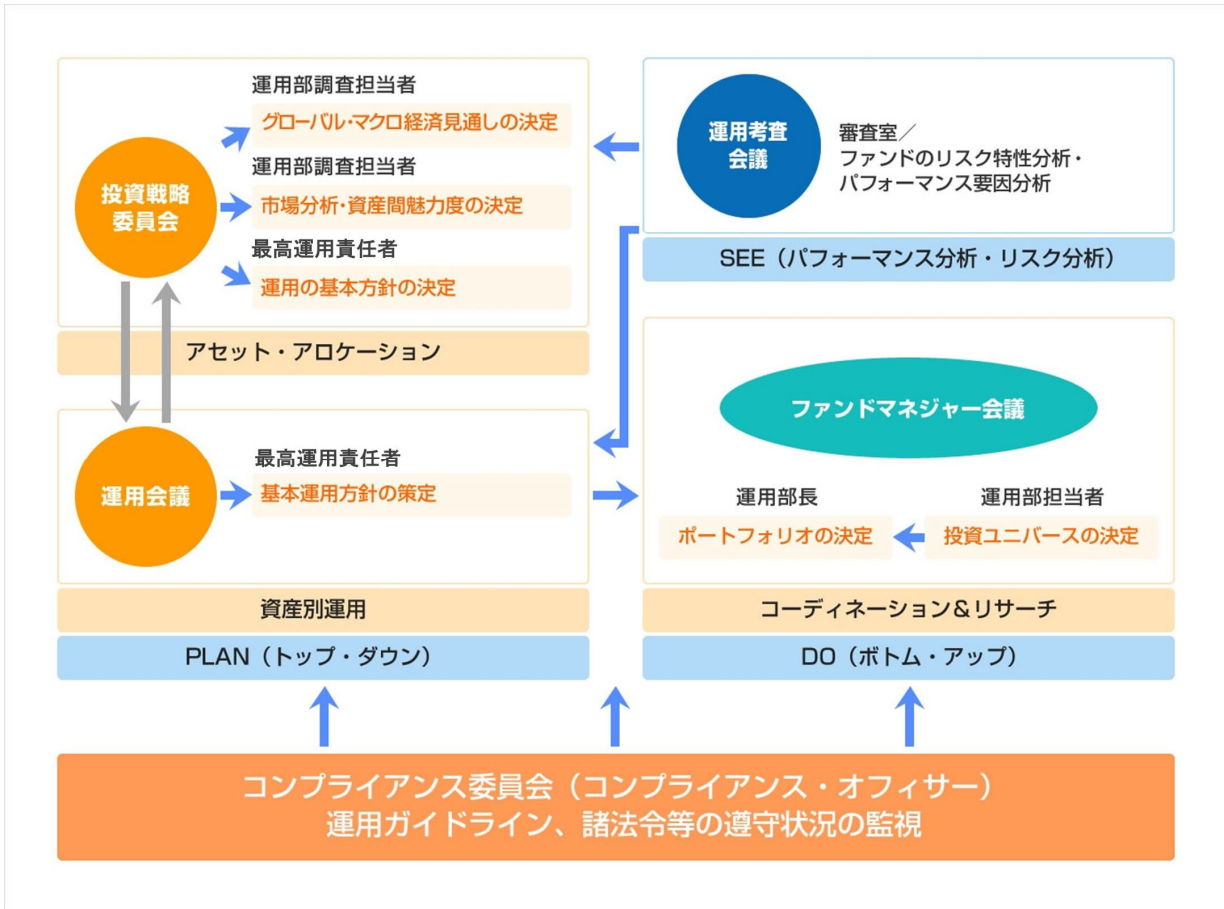 投資戦略
委員会
運用部調査担当者
グローバル・マクロ経済見通しの決定
運用部調査担当者
市場分析・資産間魅力度の決定
最高運用責任者
運用の基本方針の決定
アセット・アロケーション
運用会議
最高運用責任者
基本運用方針の策定
資産別運用
PLAN（トップ・ダウン）
運用考査
会議
審査室／
ファンドのリスク特性分析・
パフォーマンス要因分析
SEE（パフォーマンス分析・リスク分析）
ファンドマネジャー会議
運用部長
ポートフォリオの決定
運用部担当者
投資ユニバースの決定
コーディネーション＆リサーチ
DO（ボトム・アップ）
コンプライアンス委員会（コンプライアンス・オフィサー）
運用ガイドライン、諸法令等の遵守状況の監視